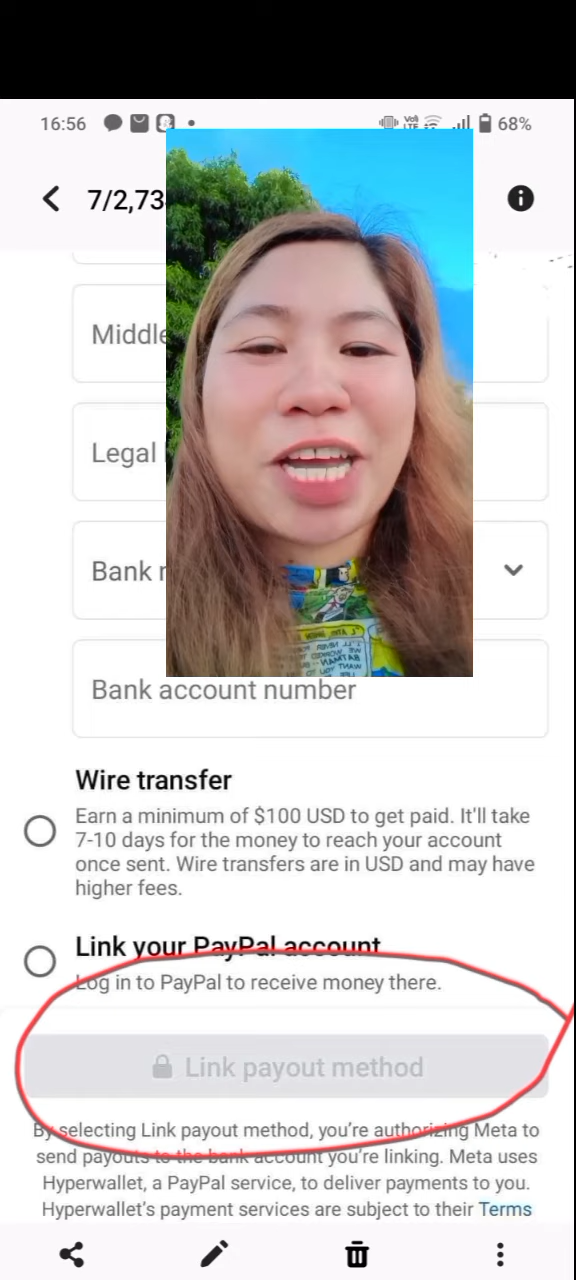 16:56
Vo))
LTE
68%
7/2,73
Middle
Legal
Bank
Bank account number
Wire transfer
Earn a minimum of $100 USD to get paid. It'll take
7-10 days for the money to reach your account
once sent. Wire transfers are in USD and may have
higher fees.
Link your PayPal account
Log in to PayPal to receive money there.
Link payout method
By selecting Link payout method, you're authorizing Meta to
send payouts to the bank account you're linking. Meta uses
Hyperwallet, a PayPal service, to deliver payments to you.
Hyperwallet's payment services are subject to their Terms